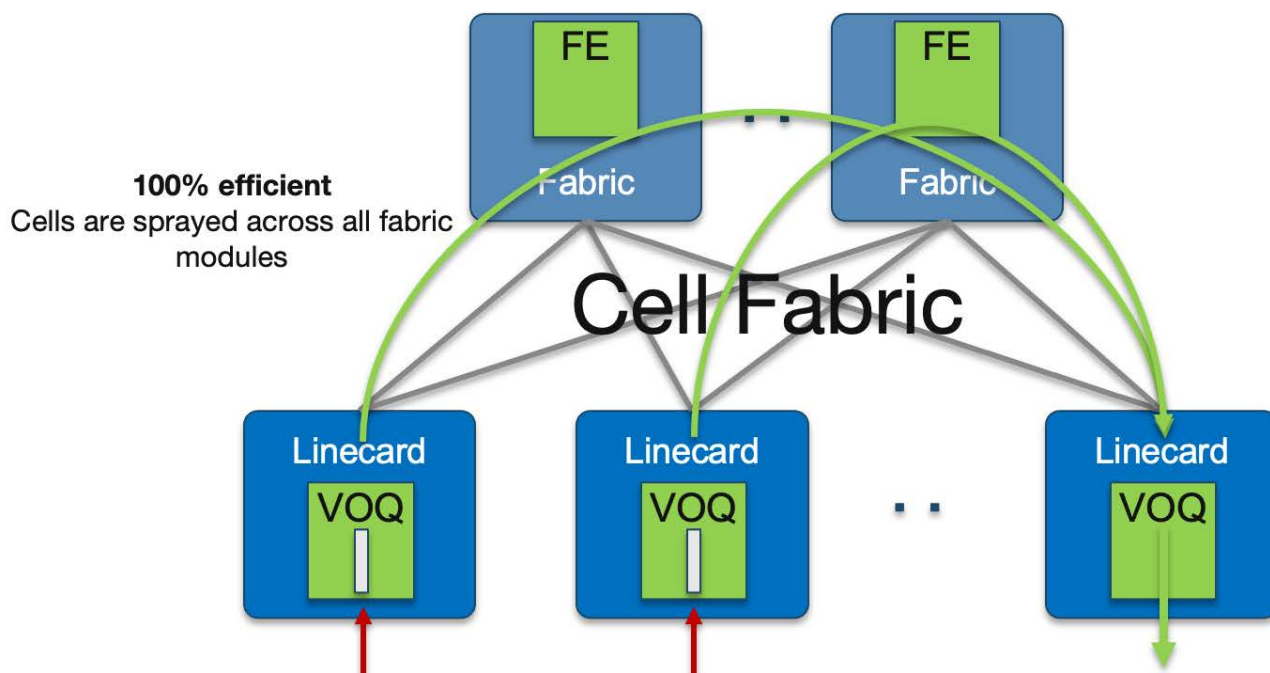 FE
FE
Fabric
Fabric
100% efficient
Cells are sprayed across all fabric
modules
Cell Fabric
Linecard
Linecard
Linecard
VOQ
VOQ
VOQ